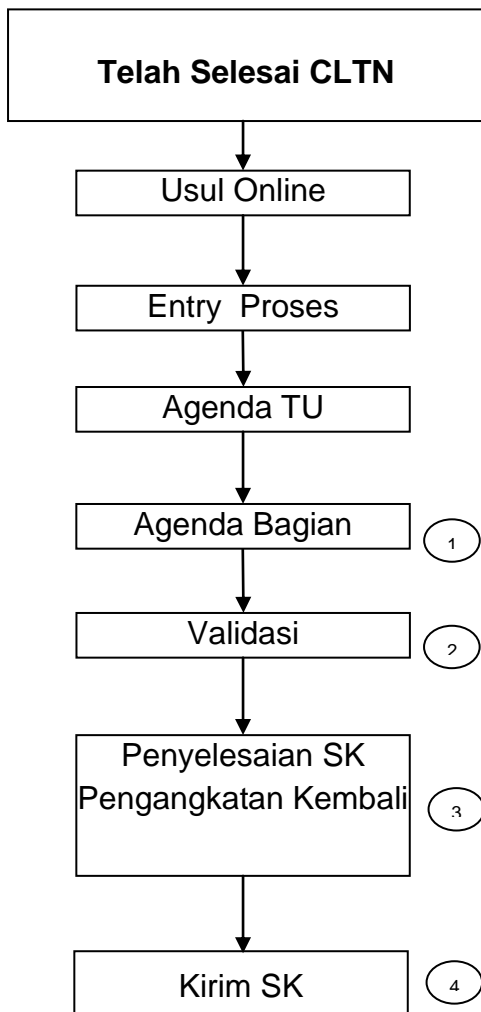 Telah Selesai CLTN
Usul Online
Entry Proses
Agenda TU
Agenda Bagian
1
Validasi
2
Penyelesaian SK
Pengangkatan Kembali
3
Kirim SK
4